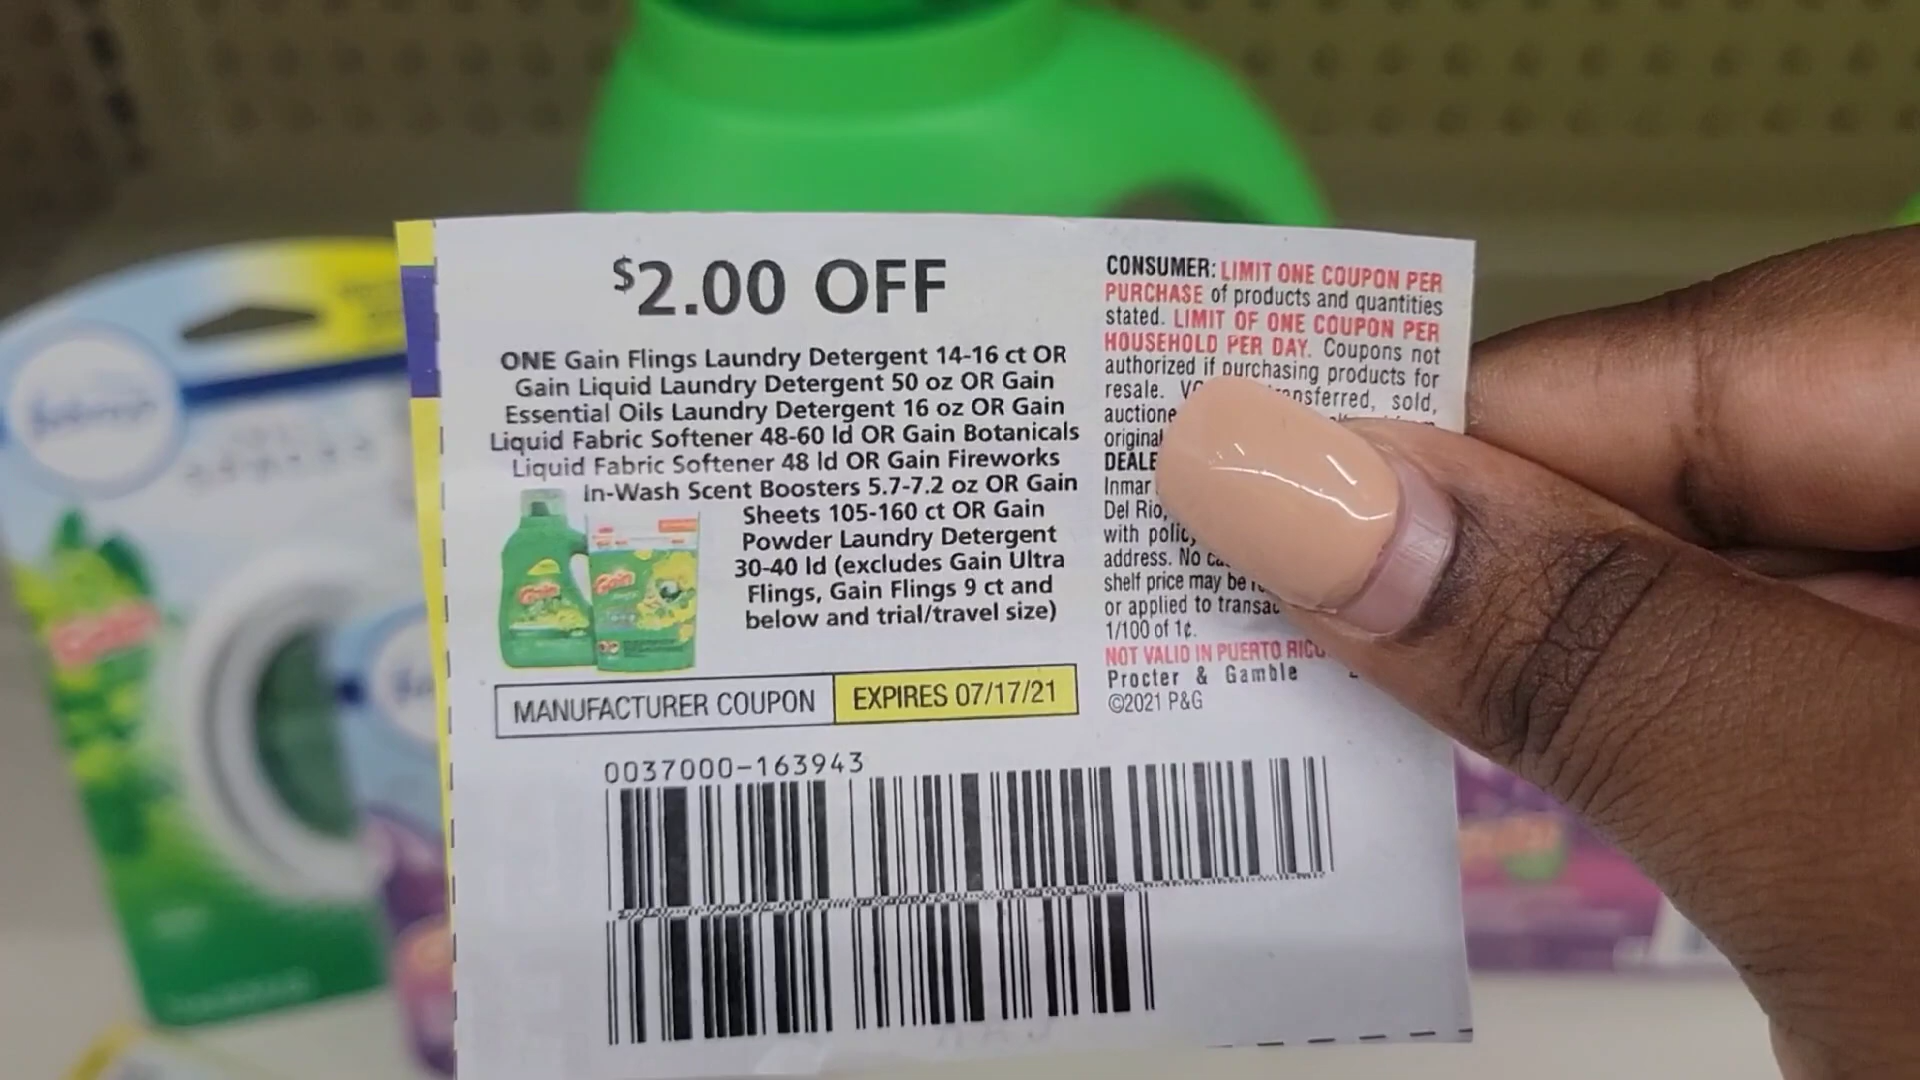 $2.00 OFF
ONE Gain Flings Laundry Detergent 14-16 ct OR
Gain Liquid Laundry Detergent 50 oz OR Gain
Essential Oils Laundry Detergent 16 oz OR Gain
Liquid Fabric Softener 48-60 ld OR Gain Botanicals
Liquid Fabric Softener 48 ld OR Gain Fireworks
In-Wash Scent Boosters 5.7-7.2 oz OR Gain
Sheets 105-160 ct OR Gain
Powder Laundry Detergent
30-40 ld (excludes Gain Ultra
Flings, Gain Flings 9 ct and
below and trial/travel size)
Gain
Gain
MANUFACTURER COUPON
EXPIRES 07/17/21
0037000-163943
CONSUMER: LIMIT ONE COUPON PER
PURCHASE of products and quantities
stated. LIMIT OF ONE COUPON PER
HOUSEHOLD PER DAY. Coupons not
authorized if purchasing products for
resale. sold,
original
Inmar
Del Rio,
with policy
address. No
shelf price may be
or applied to
1/100 of 1¢.
NOT VALID IN PUERTO RICO
Procter & Gamble
©2021 P&G